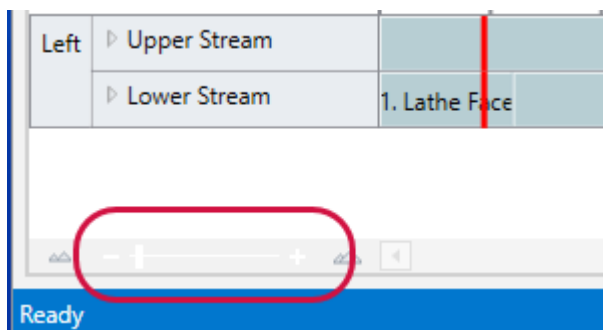 Left
Upper Stream
Lower Stream
1. Lathe Face
Ready